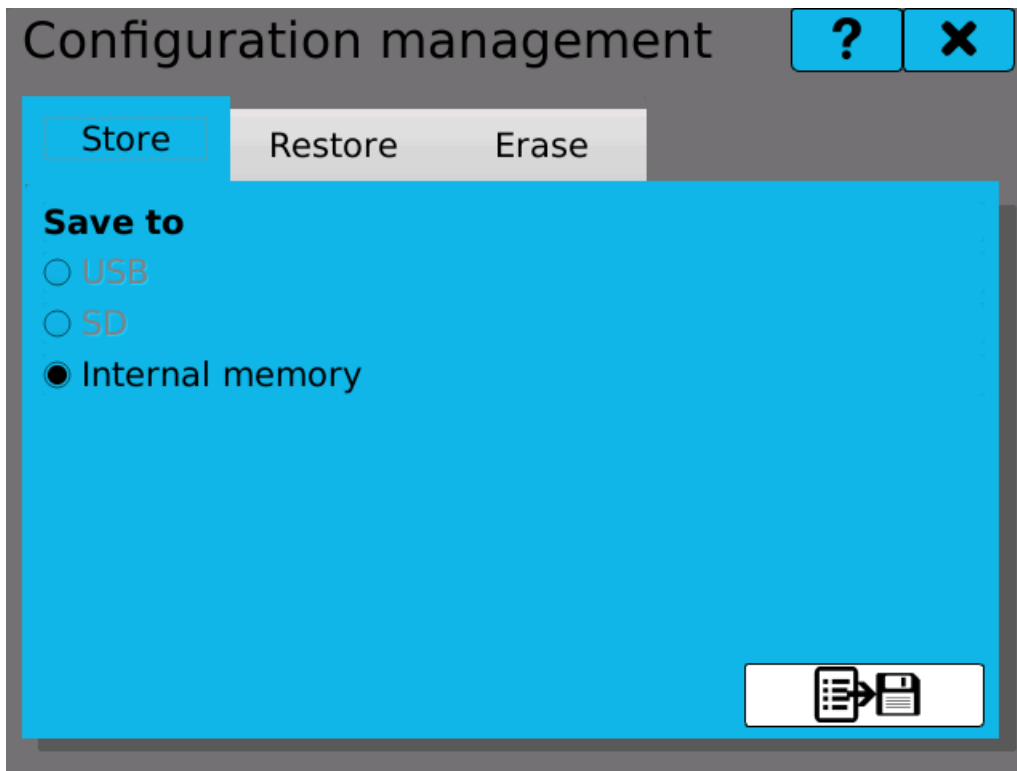 Configuration management ?
Store Restore Erase
Save to
USB
SD
Internal memory